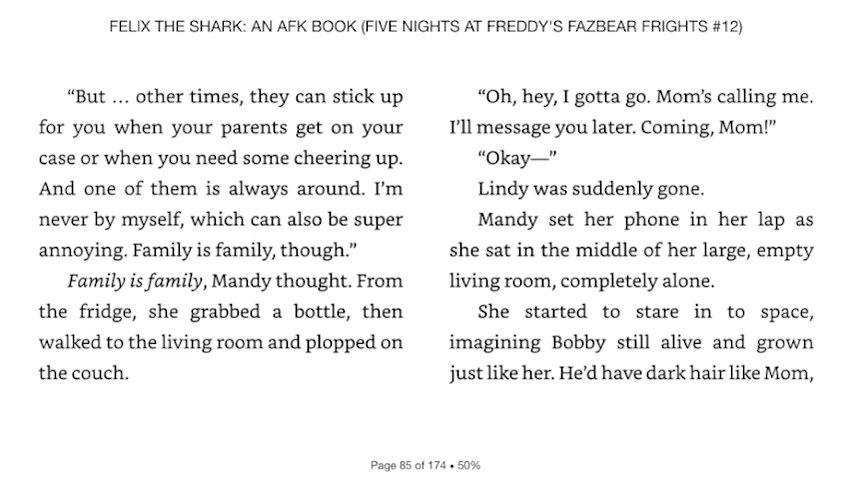 FELIX THE SHARK: AN AFK BOOK (FIVE NIGHTS AT FREDDY'S FAZBEAR FRIGHTS #12)
“But … other times, they can stick up
for you when your parents get on your
case or when you need some cheering up.
And one of them is always around. I’m
never by myself, which can also be super
annoying. Family is family, though.”
Family is family, Mandy thought. From
the fridge, she grabbed a bottle, then
walked to the living room and plopped on
the couch.
“Oh, hey, I gotta go. Mom’s calling me.
I’ll message you later. Coming, Mom!”
“Okay—”
Lindy was suddenly gone.
Mandy set her phone in her lap as
she sat in the middle of her large, empty
living room, completely alone.
She started to stare in to space,
imagining Bobby still alive and grown
just like her. He’d have dark hair like Mom,
Page 85 of 174 • 50%